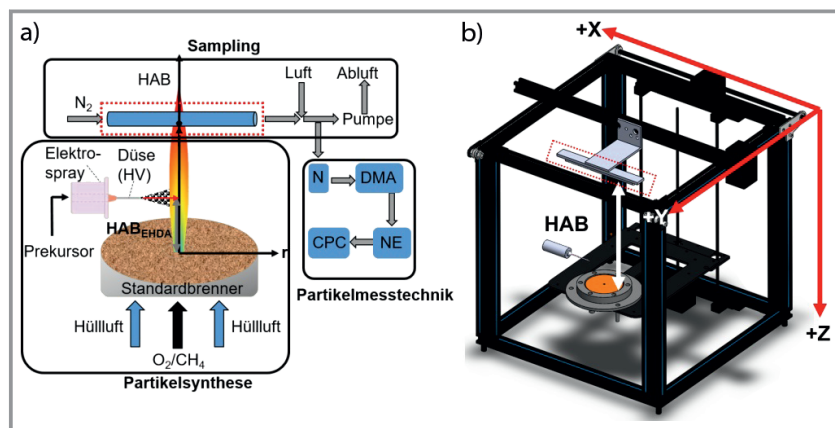 a)
Sampling
HAB
Luft
Abluft
N2
Pumpe
Elektro-
spray
Düse
(HV)
N
DMA
HABEHDA
CPC
NE
Prekursor
r
Standardbrenner
Partikelmesstechnik
Hüllluft
Hüllluft
O2/CH4
Partikelsynthese
b)
+X
+Y
HAB
+Z